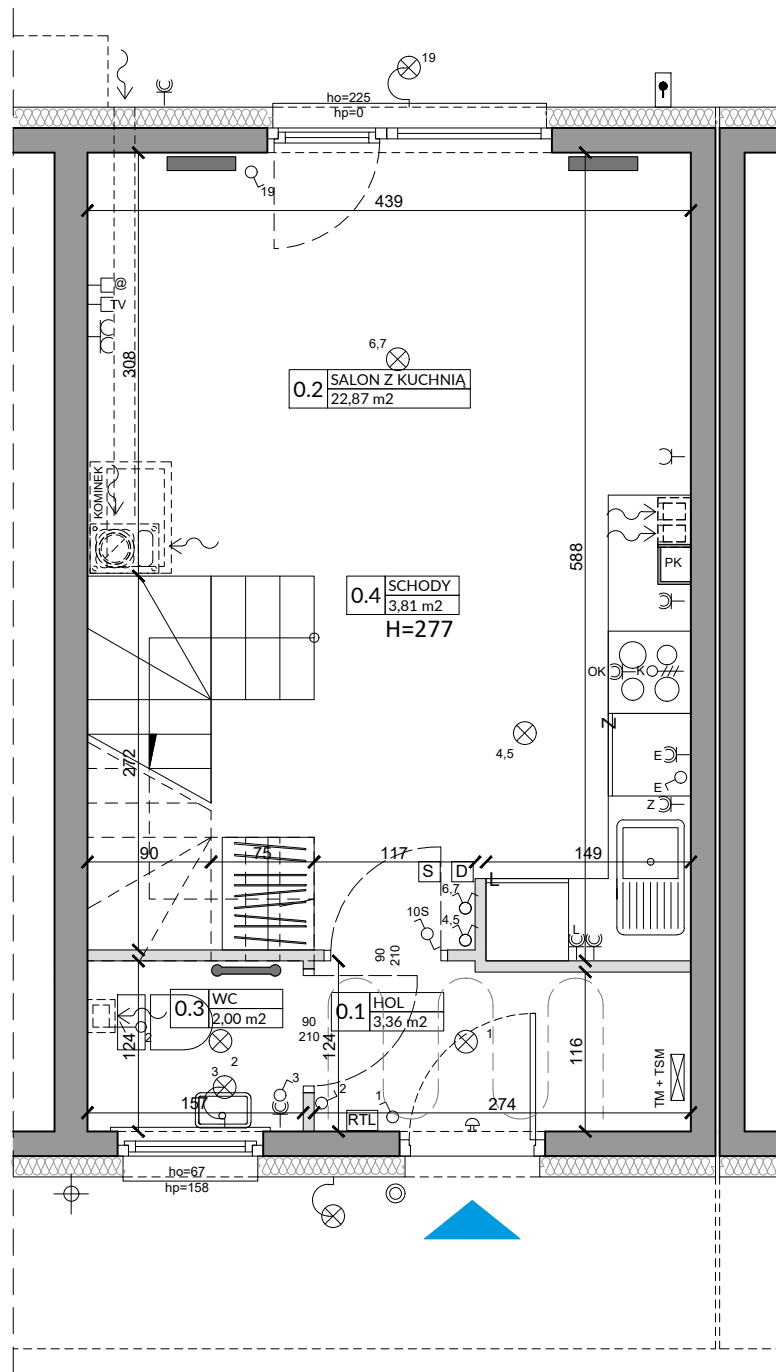 19
ho=225
hp=0
19
439
@
TV
308
6,7
0.2
SALON Z KUCHNIĄ
22,87 m2
KOMINEK
588
PK
0.4
SCHODY
3,81 m2
H=277
OK
K
Z
272
4,5
E
E
Z
90
75
117
149
S
D
L
6,7
4,5
10S
L
90
210
0.3
WC
2,00 m2
0.1
HOL
3,36 m2
90
210
124
2
2
124
1
116
3
3
2
1
157
274
RTL
TM + TSM
ho=67
hp=158